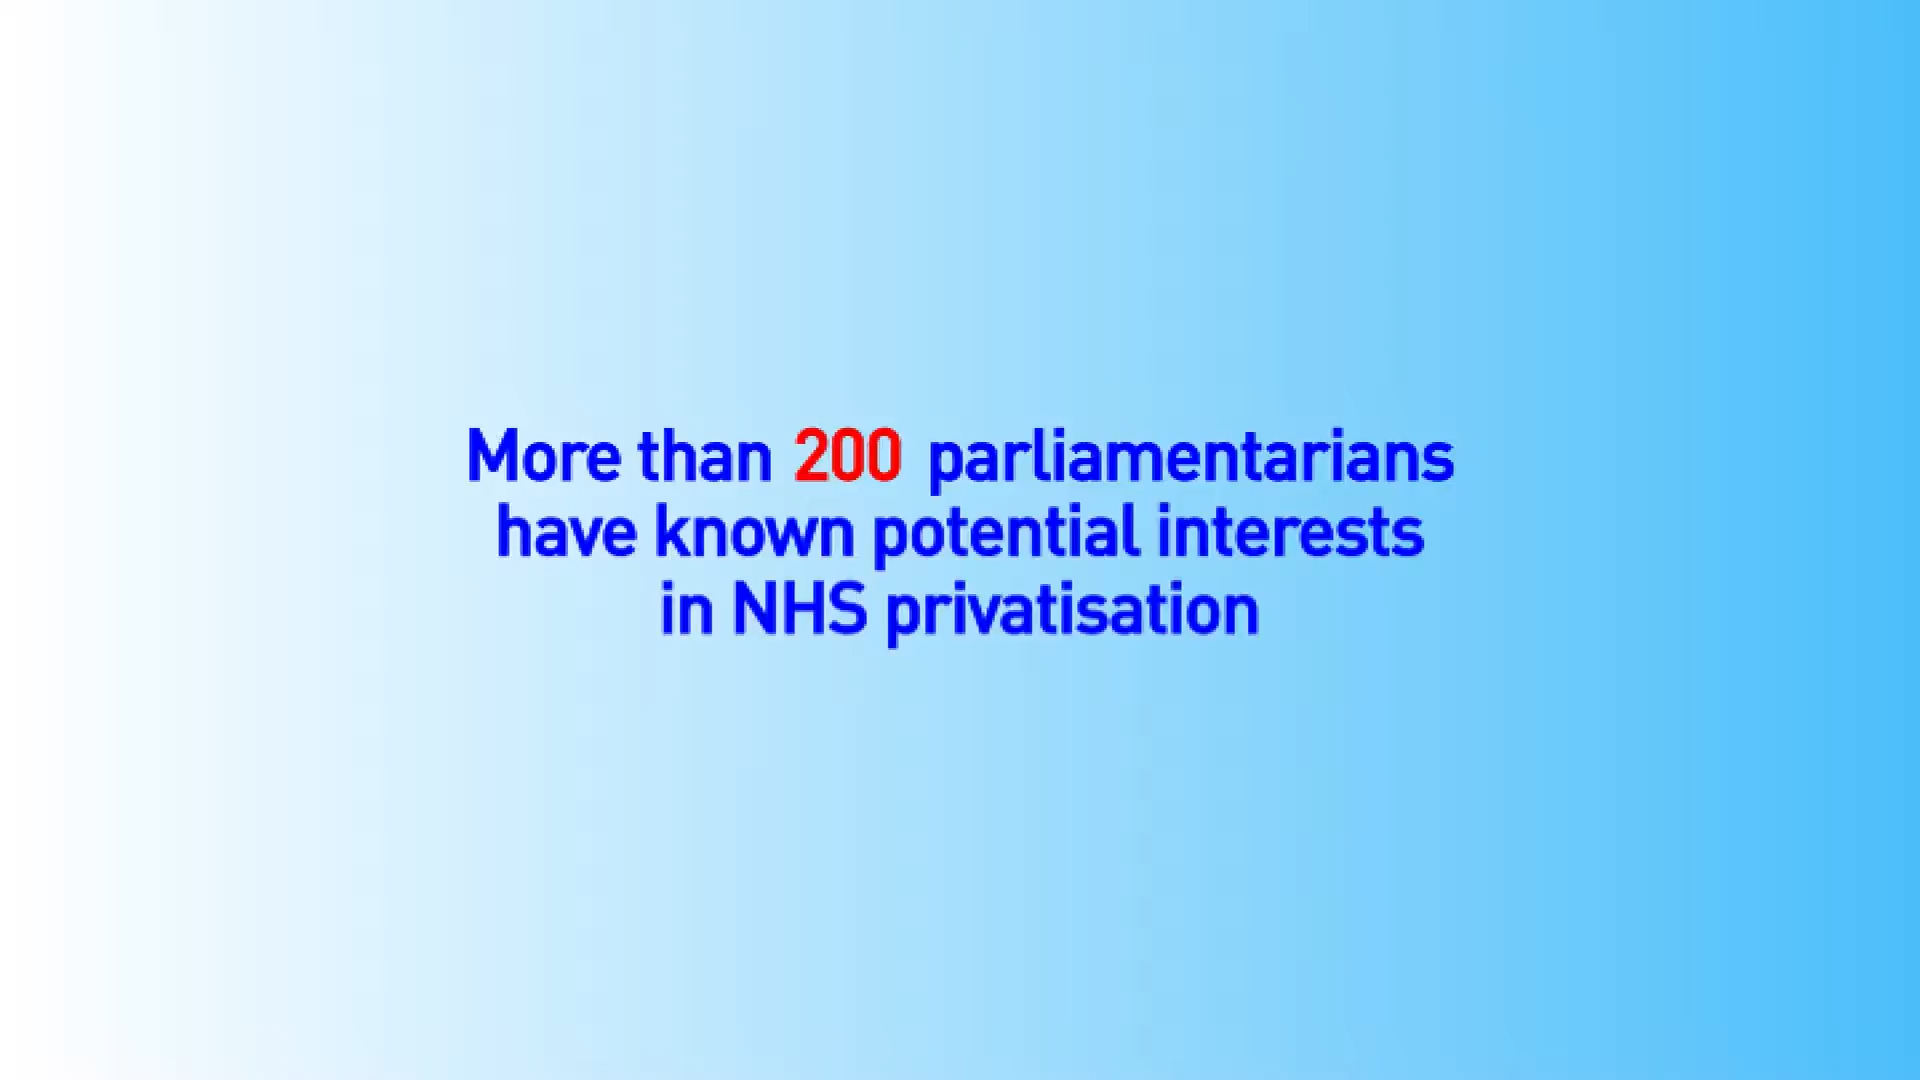 More than 200 parliamentarians
have known potential interests
in NHS privatisation